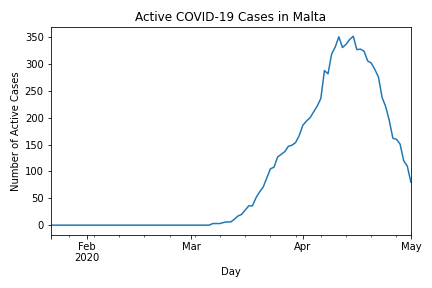 Active COVID-19 Cases in Malta
Number of Active Cases
350
300
250
200
150
100
50
0
Feb
2020
Mar
Apr
May
Day